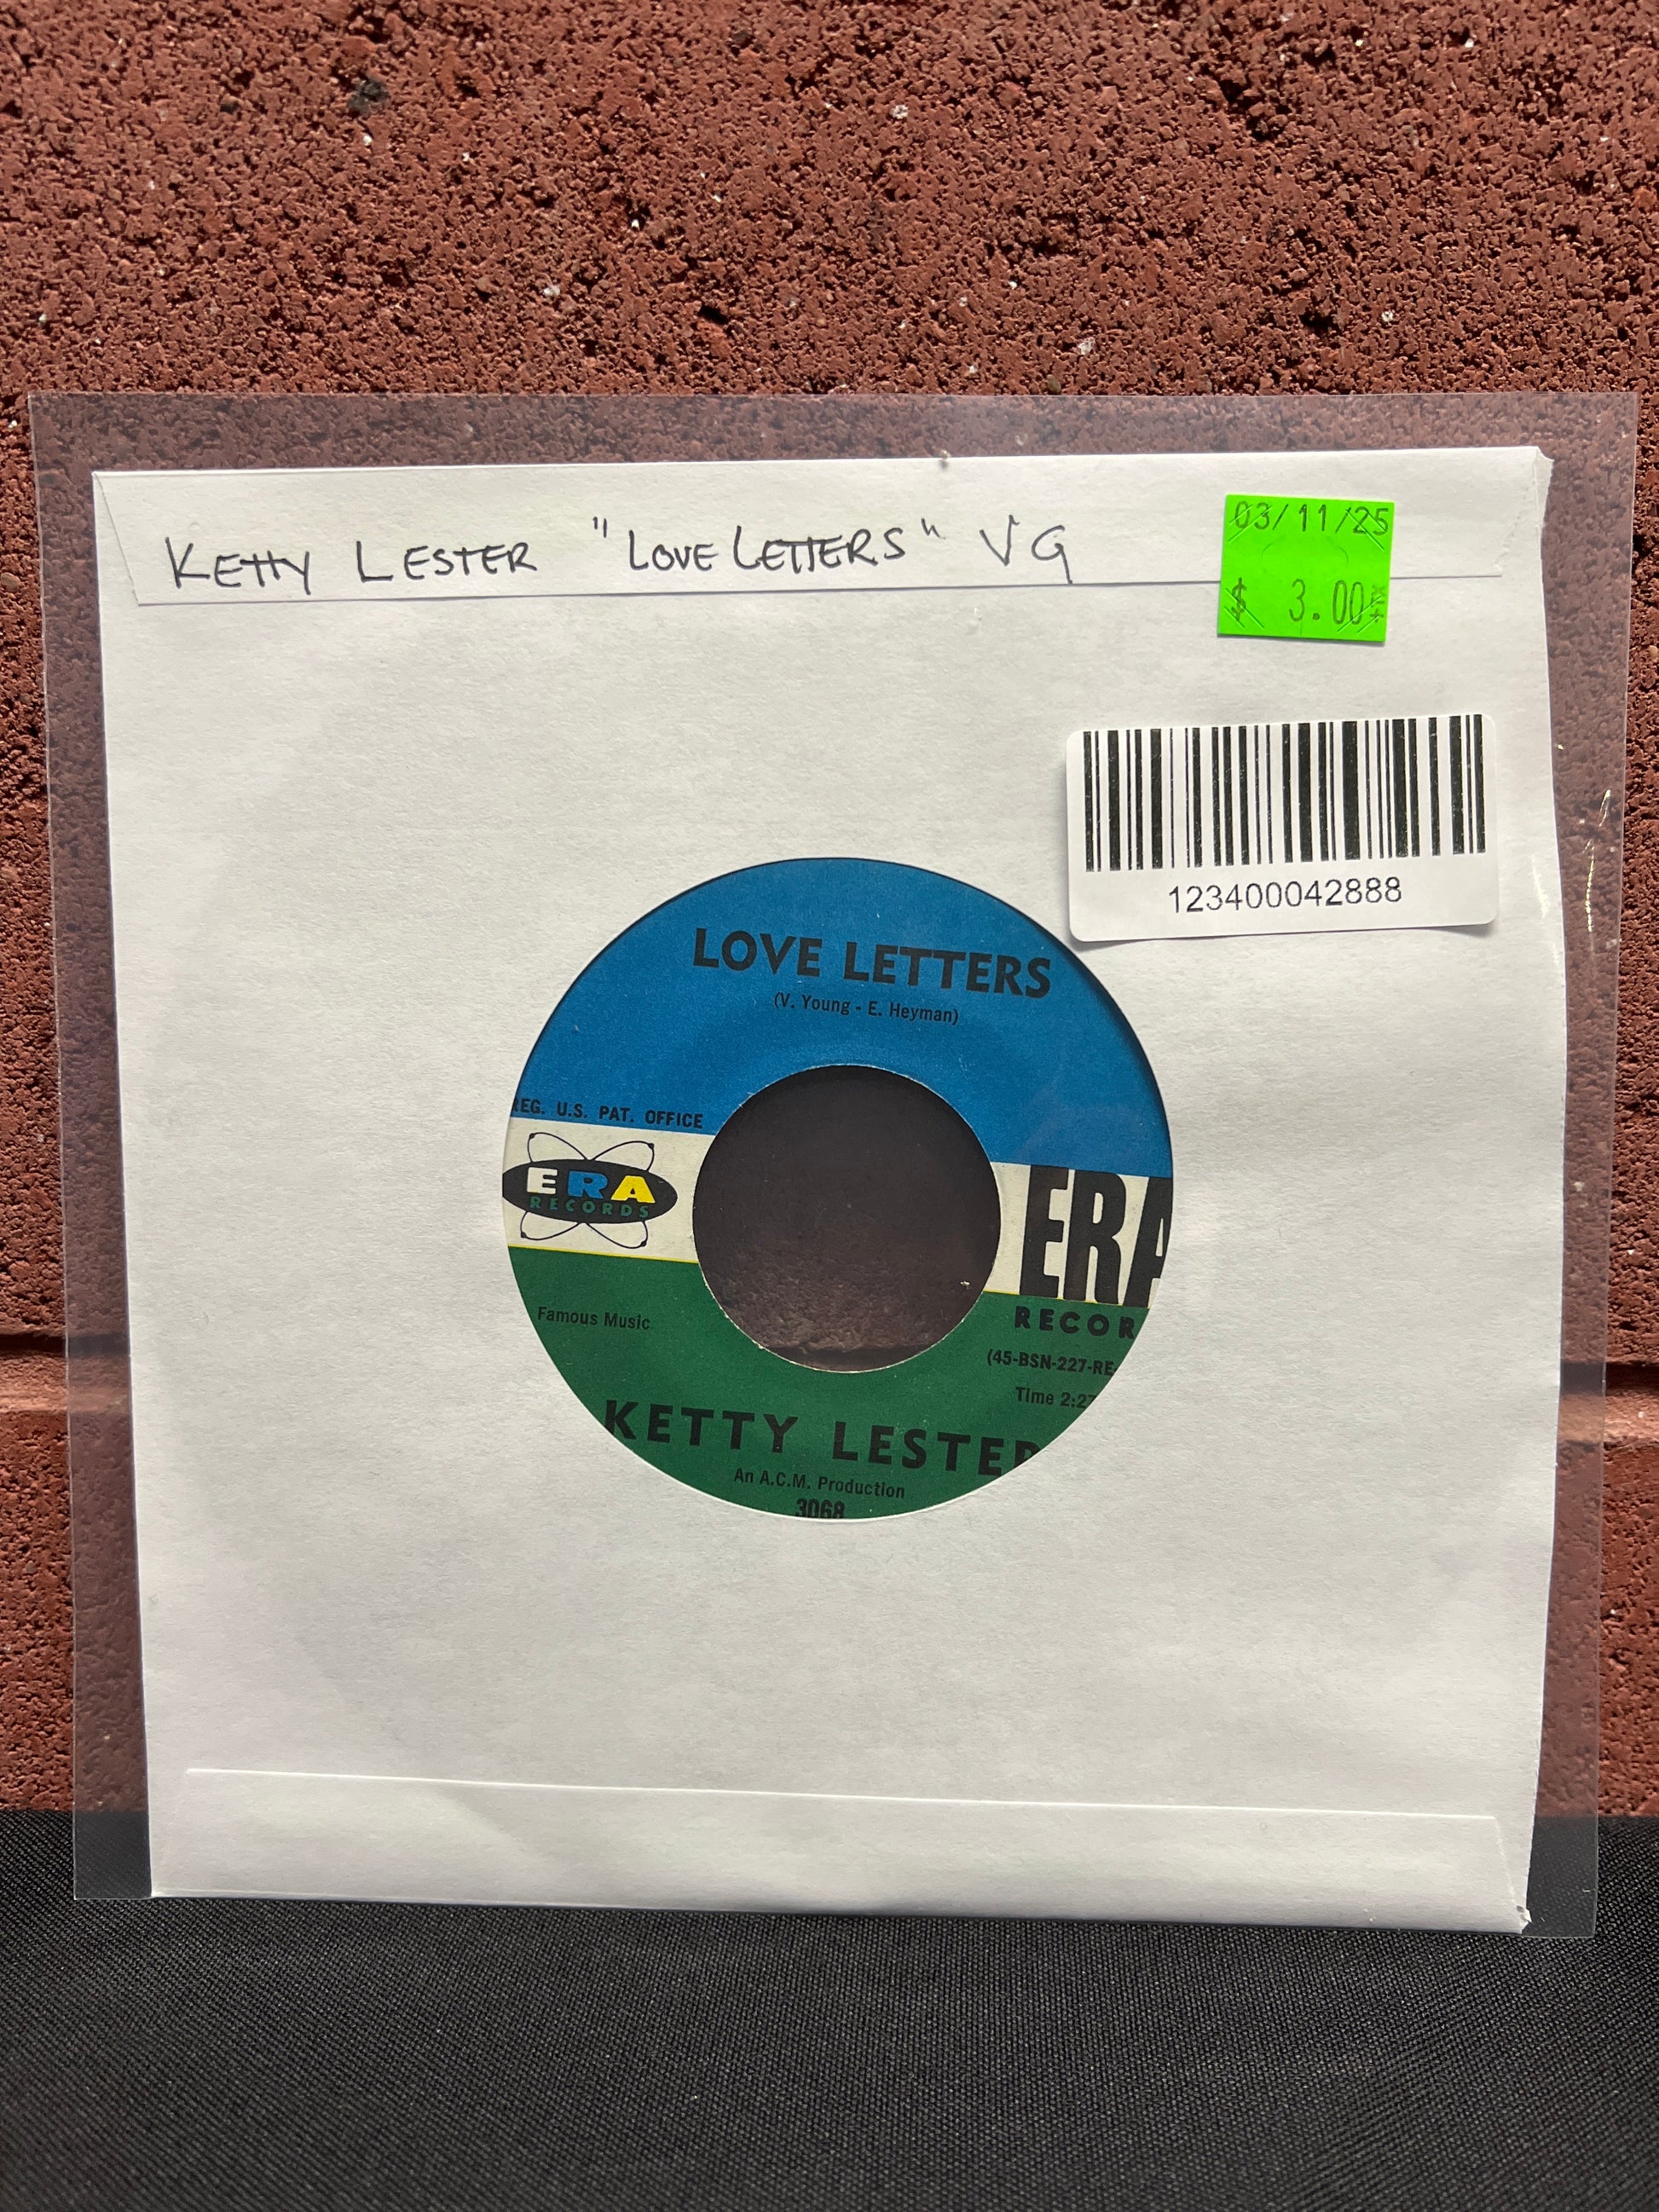 KETTY LESTER "LOVE LETTERS" VG
03/11/25
$ 3.00
123400042888
LOVE LETTERS
(V. Young - E. Heyman)
REG. U.S. PAT. OFFICE
ERA
RECORDS
ERA
RECOR
Famous Music
(45-BSN-227-RE
Time 2:27
KETTY LESTER
An A.C.M. Production
3068